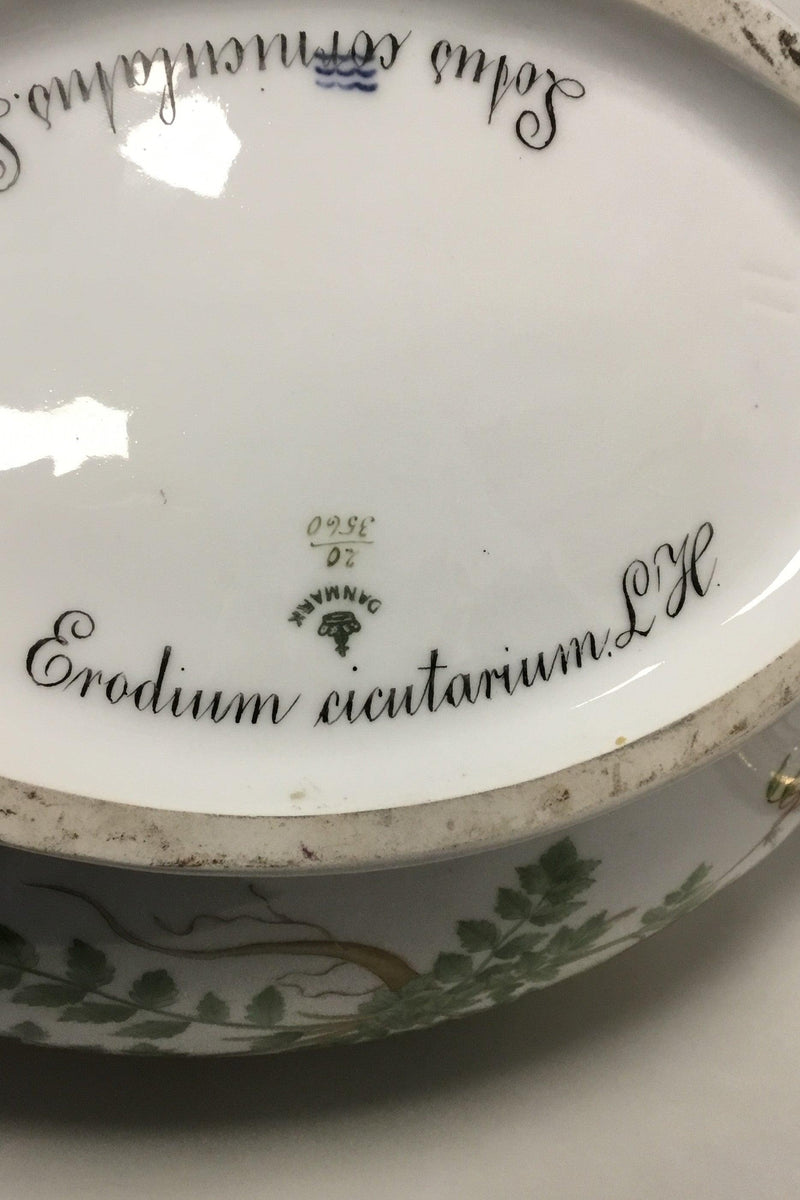 Lotus corniculatus. L
20
3560
DANMARK
Erodium cicutarium. L'H.